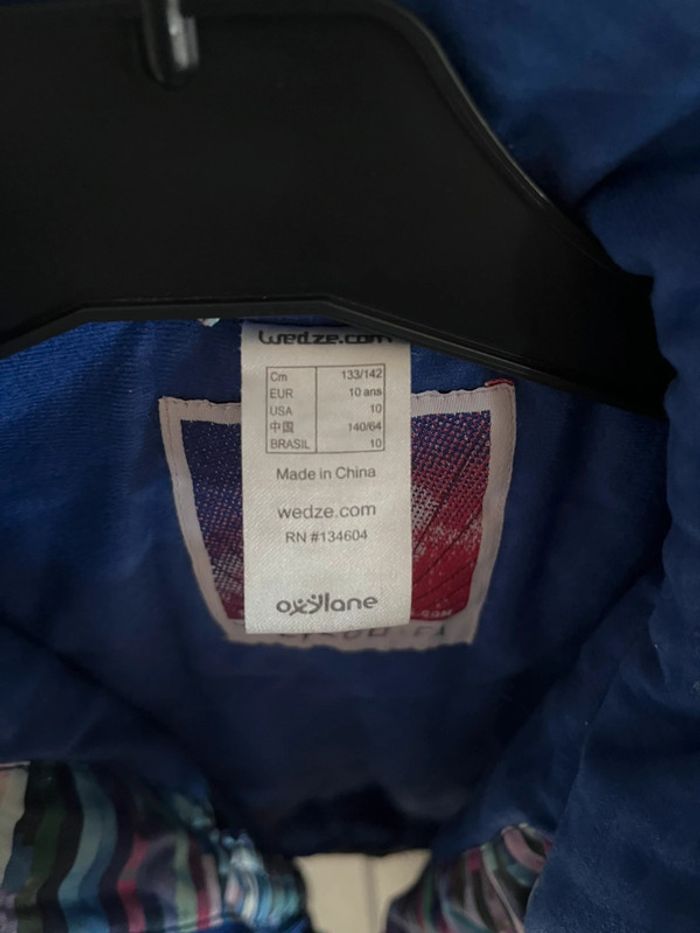 wedze.com
Cm 133/142
EUR 10 ans
USA 10
中国 140/64
BRASIL 10
Made in China
wedze.com
RN #134604
oxylane